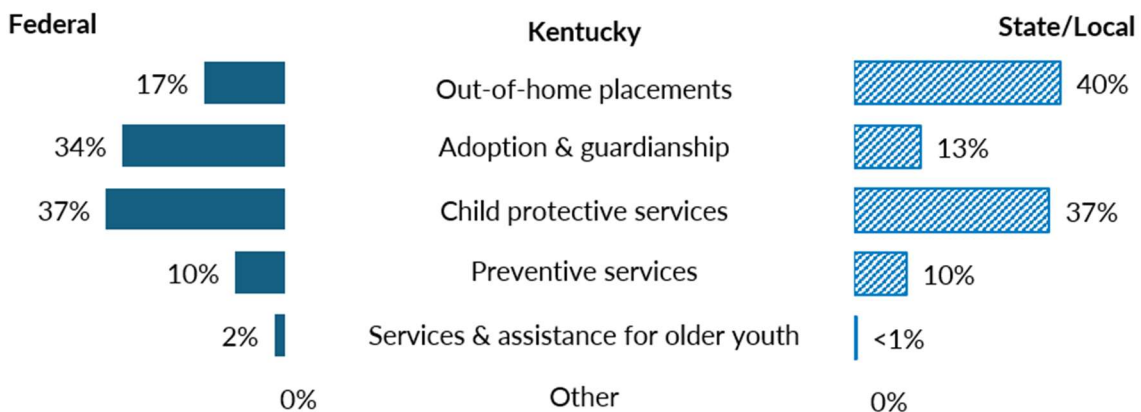 Federal Kentucky State/Local
17% Out-of-home placements 40%
34% Adoption & guardianship 13%
37% Child protective services 37%
10% Preventive services 10%
2% Services & assistance for older youth <1%
0% Other 0%